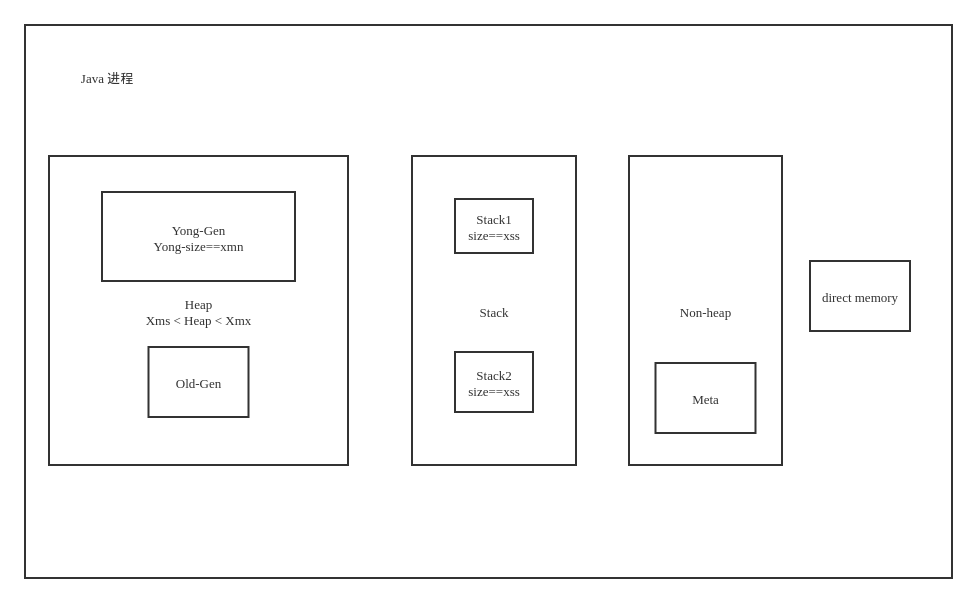 Java 进程
Yong-Gen
Yong-size==xmn
Heap
Xms < Heap < Xmx
Old-Gen
Stack1
size==xss
Stack
Stack2
size==xss
Non-heap
Meta
direct memory